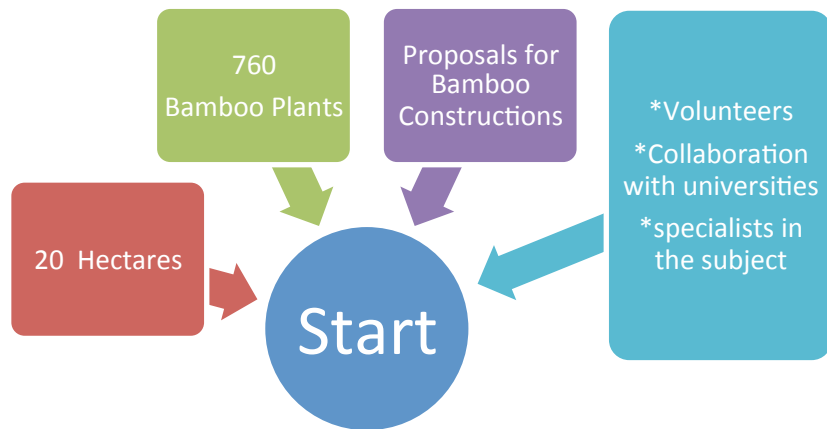 760
Bamboo Plants
Proposals for
Bamboo
Constructions
*Volunteers
*Collaboration
with universities
*specialists in
the subject
20 Hectares
Start